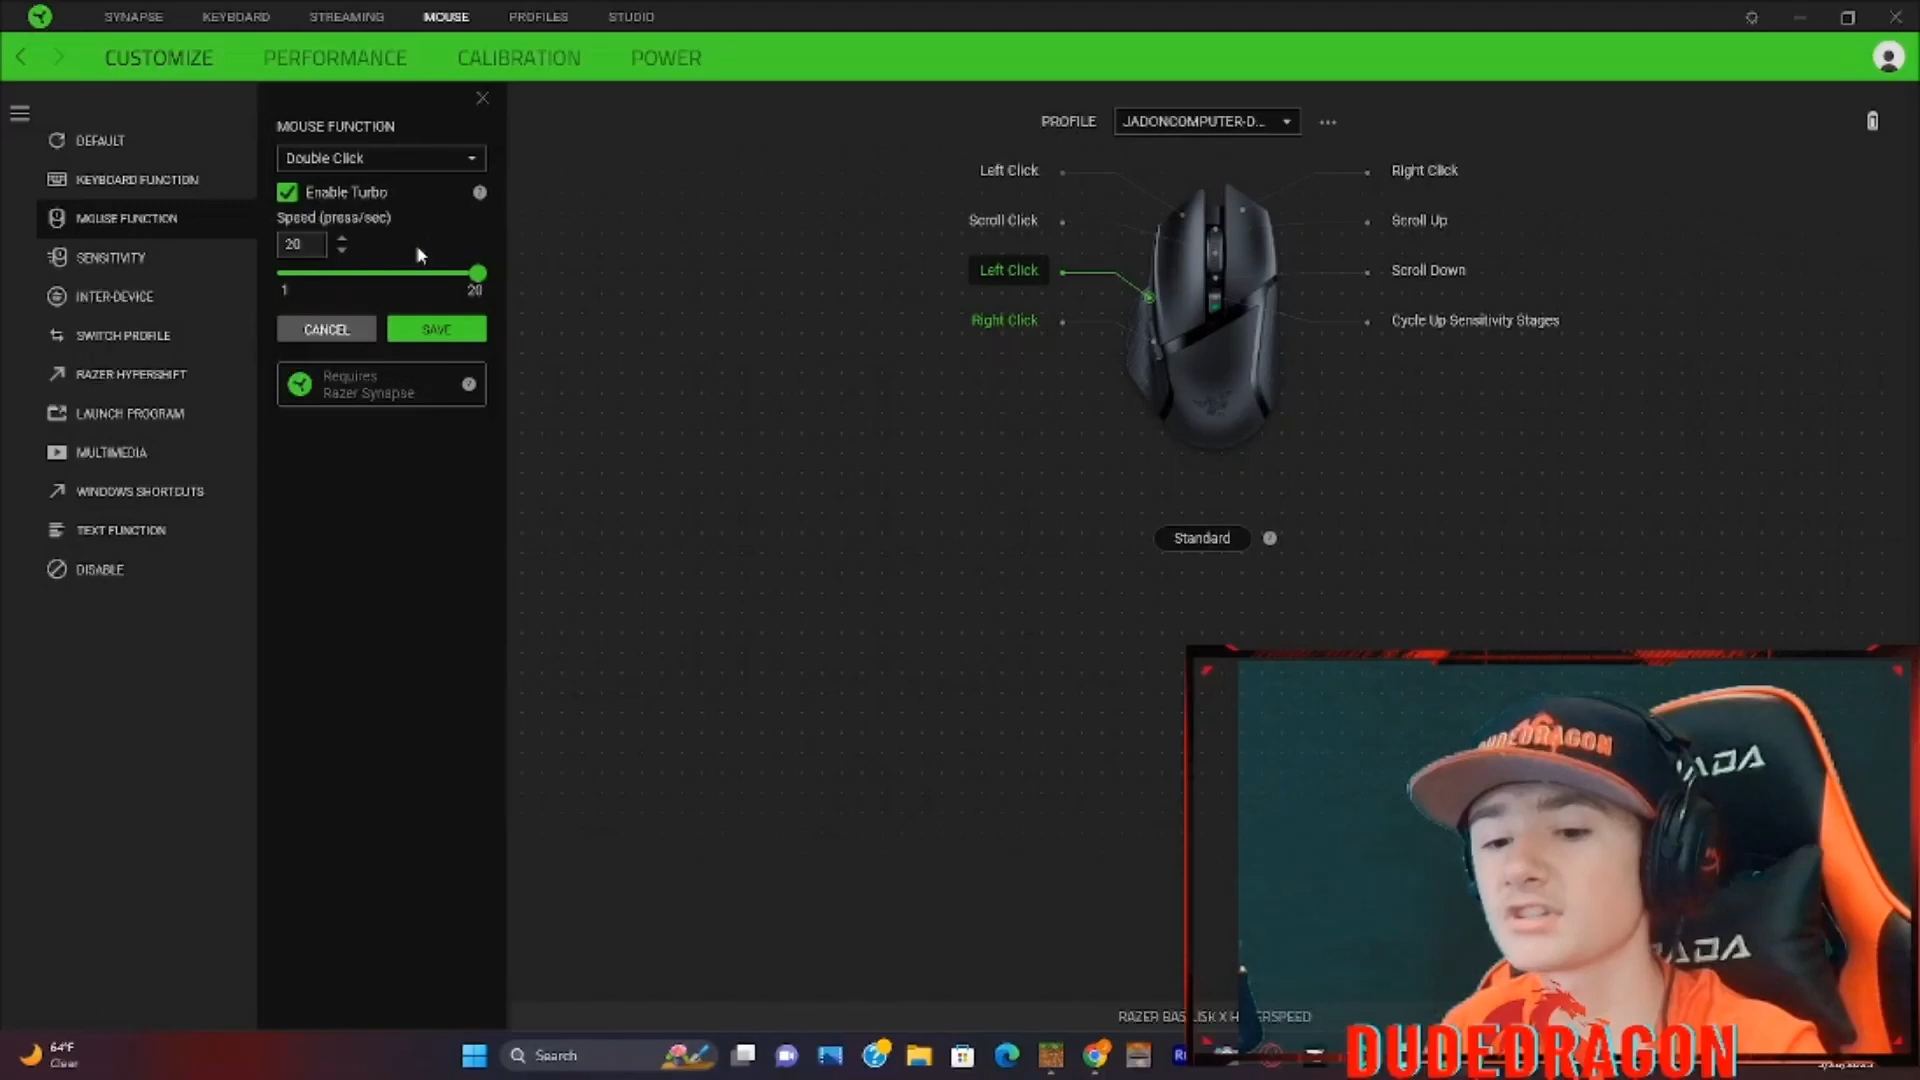 SYNAPSE KEYBOARD STREAMING MOUSE PROFILES STUDIO
CUSTOMIZE PERFORMANCE CALIBRATION POWER
DEFAULT
KEYBOARD FUNCTION
MOUSE FUNCTION
SENSITIVITY
INTER-DEVICE
SWITCH PROFILE
RAZER HYPERSHIFT
LAUNCH PROGRAM
MULTIMEDIA
WINDOWS SHORTCUTS
TEXT FUNCTION
DISABLE
MOUSE FUNCTION
Double Click
Enable Turbo
Speed (press/sec)
20
1 20
CANCEL SAVE
Requires
Razer Synapse
PROFILE JADONCOMPUTER-D...
Left Click
Scroll Click
Left Click
Right Click
Right Click
Scroll Up
Scroll Down
Cycle Up Sensitivity Stages
Standard
DUDEDRAGON
DUDEDRAGON
64°F
Clear
Search